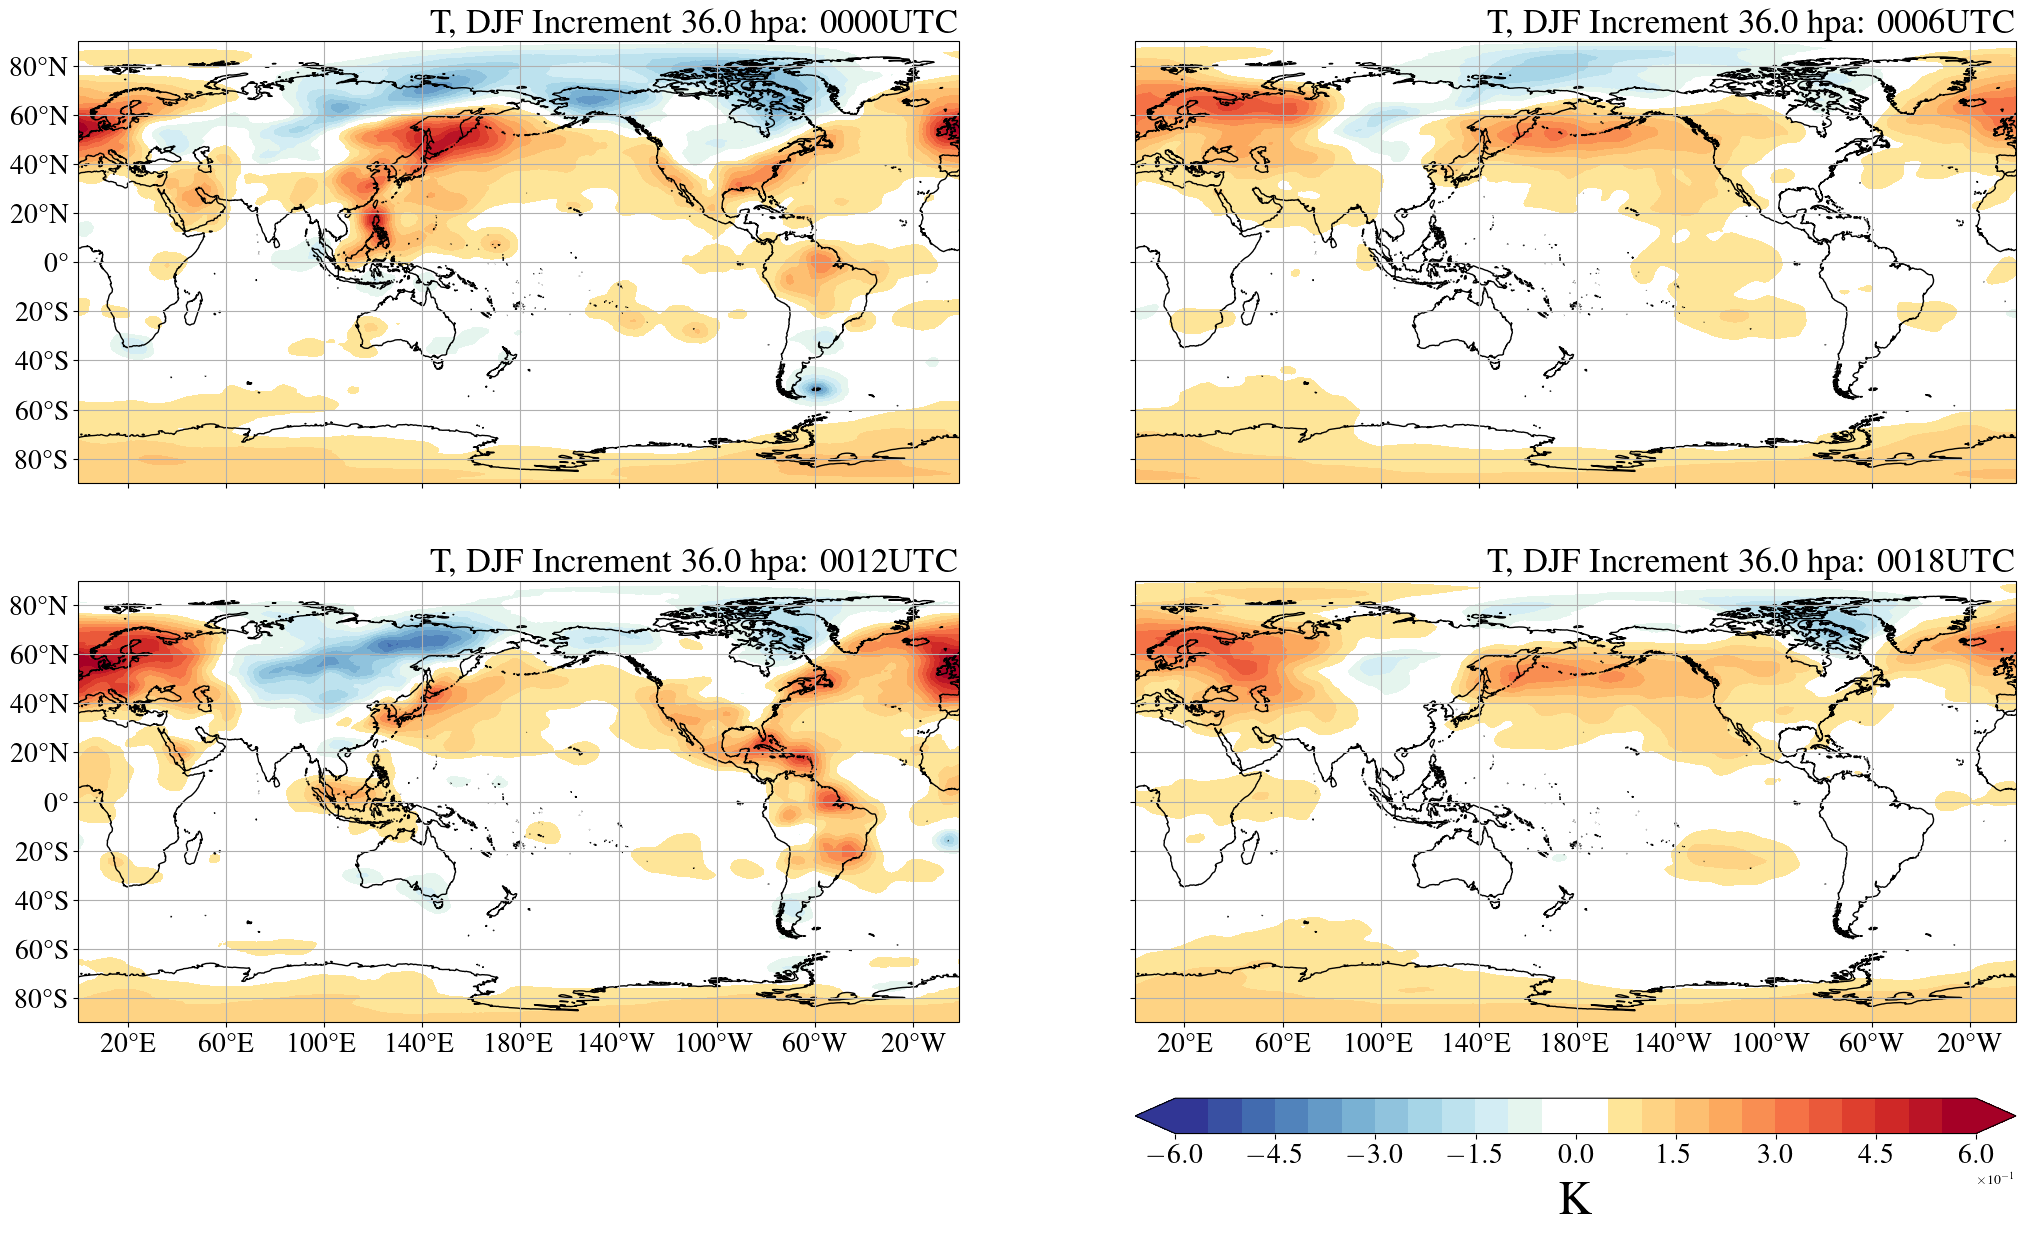 T, DJF Increment 36.0 hpa: 0000UTC
T, DJF Increment 36.0 hpa: 0006UTC
80°N
60°N
40°N
20°N
0°
20°S
40°S
60°S
80°S
T, DJF Increment 36.0 hpa: 0012UTC
T, DJF Increment 36.0 hpa: 0018UTC
80°N
60°N
40°N
20°N
0°
20°S
40°S
60°S
80°S
20°E 60°E 100°E 140°E 180°E 140°W 100°W 60°W 20°W
20°E 60°E 100°E 140°E 180°E 140°W 100°W 60°W 20°W
−6.0 −4.5 −3.0 −1.5 0.0 1.5 3.0 4.5 6.0
×10⁻¹
K